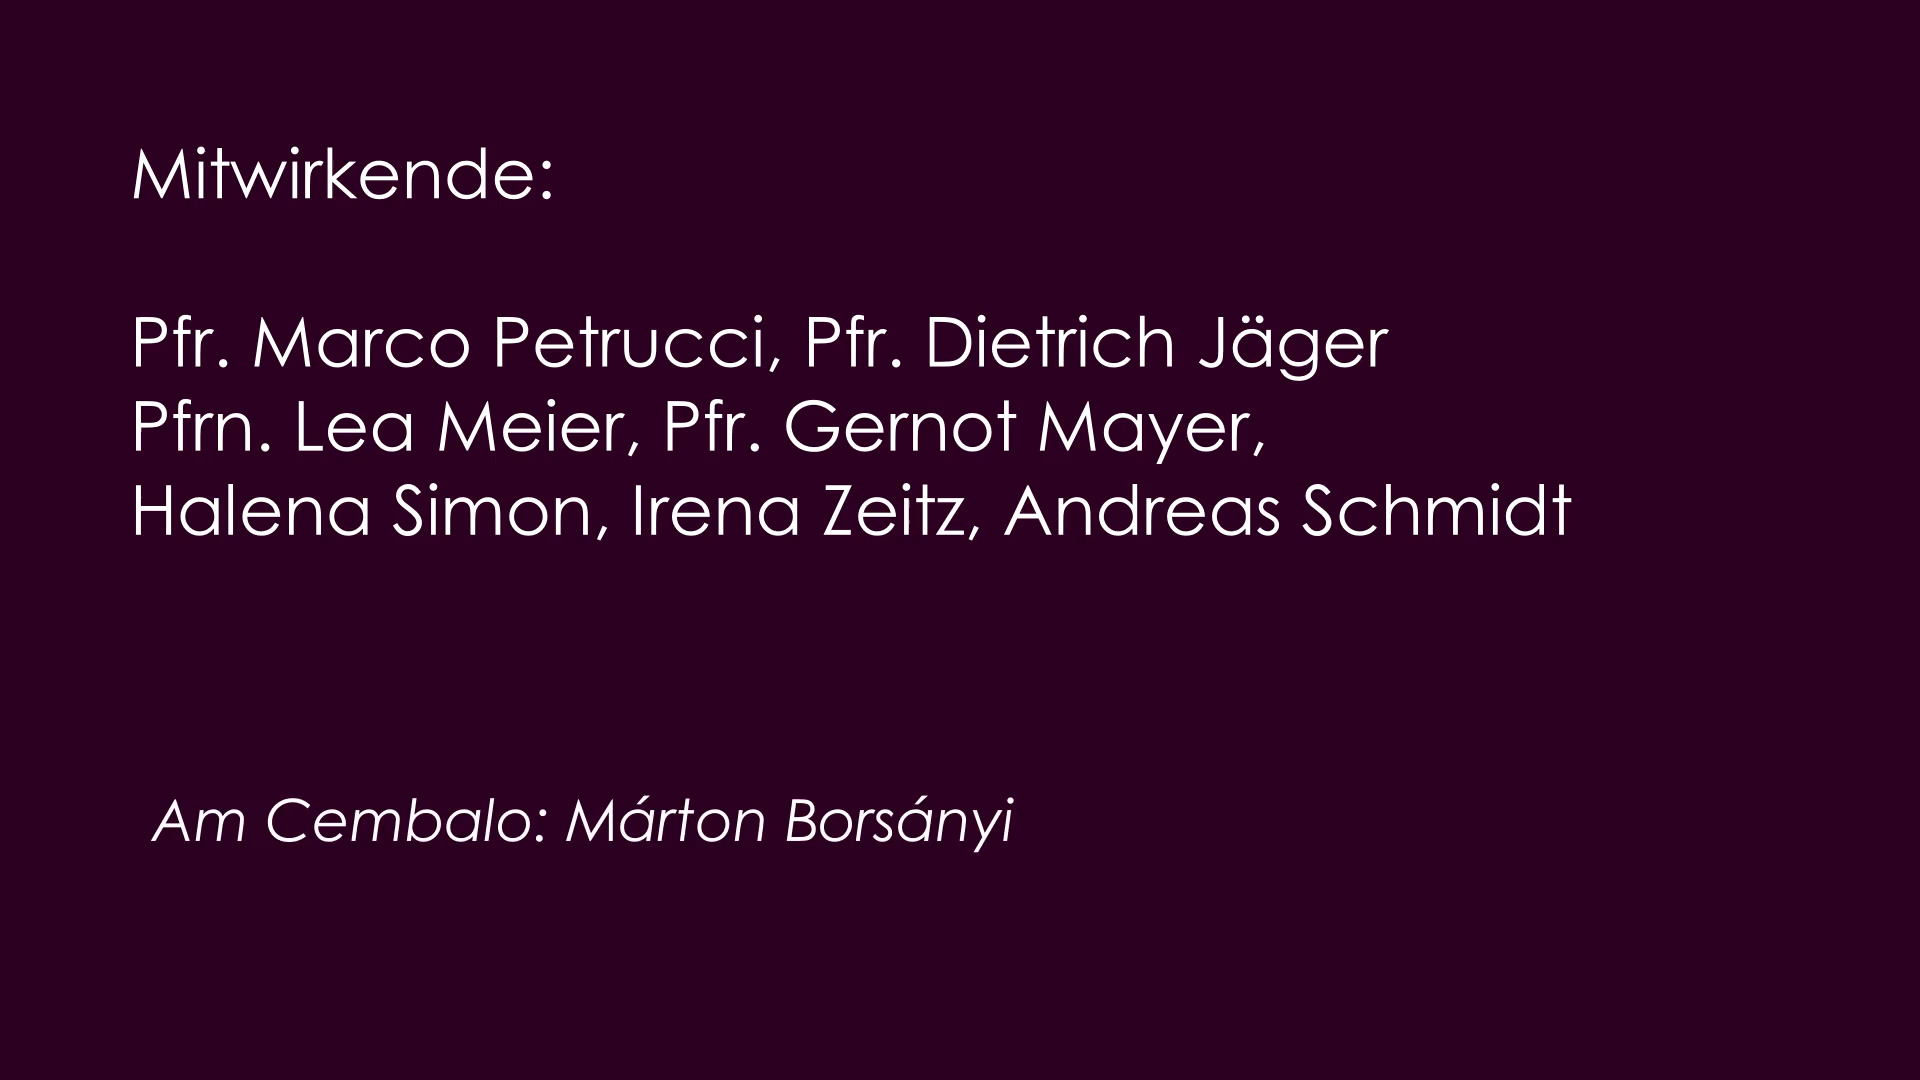 Mitwirkende:
Pfr. Marco Petrucci, Pfr. Dietrich Jäger
Pfrn. Lea Meier, Pfr. Gernot Mayer,
Halena Simon, Irena Zeitz, Andreas Schmidt
Am Cembalo: Márton Borsányi